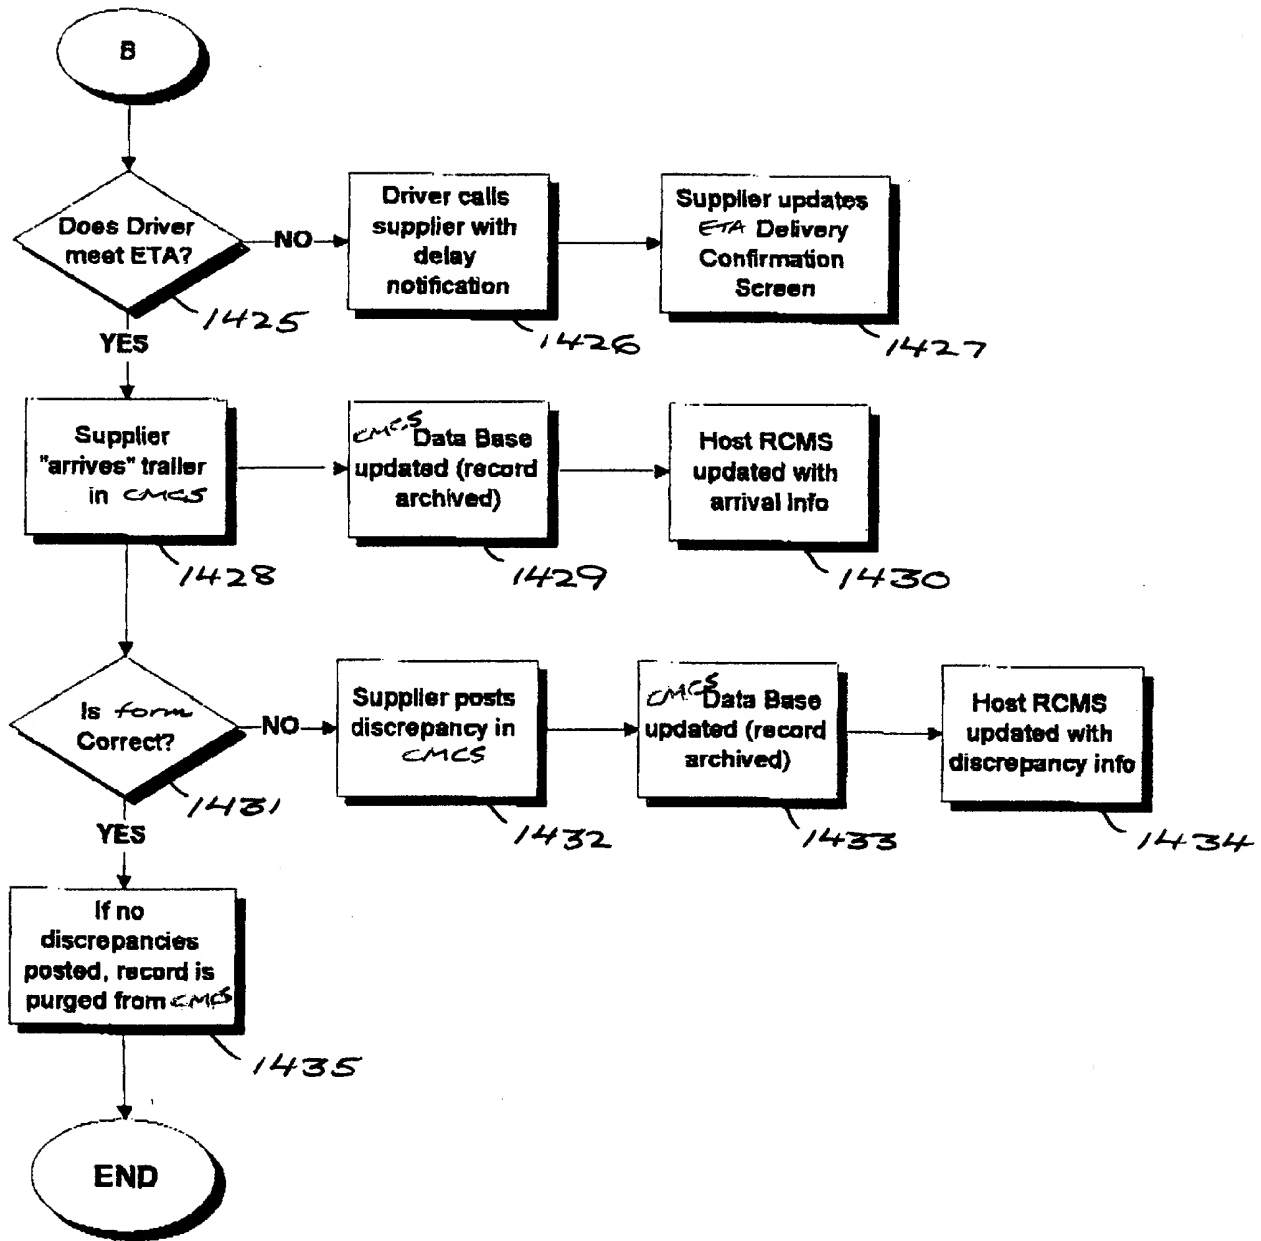 B
Does Driver
meet ETA?
NO
Driver calls
supplier with
delay
notification
Supplier updates
ETA Delivery
Confirmation
Screen
1425
1426
1427
YES
Supplier
"arrives" trailer
in CMCS
CMCS Data Base
updated (record
archived)
Host RCMS
updated with
arrival info
1428
1429
1430
Is form
Correct?
NO
Supplier posts
discrepancy in
CMCS
CMCS Data Base
updated (record
archived)
Host RCMS
updated with
discrepancy info
1431
1432
1433
1434
YES
If no
discrepancies
posted, record is
purged from CMCS
1435
END